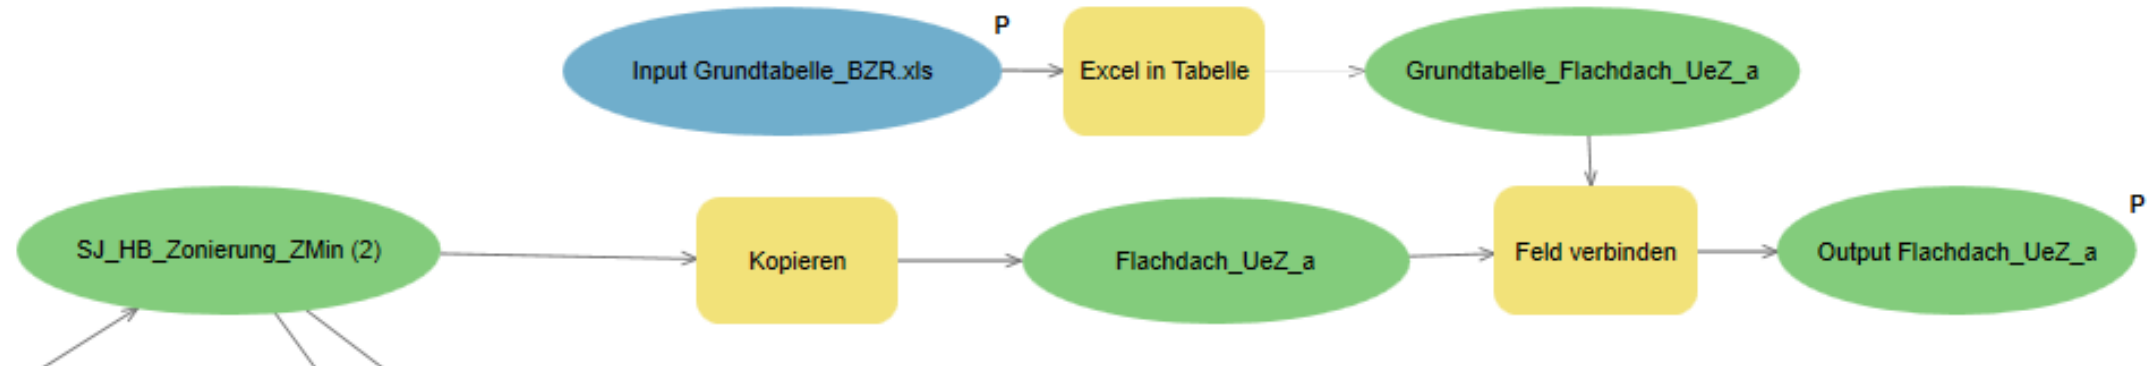 P
Input Grundtabelle_BZR.xls
Excel in Tabelle
Grundtabelle_Flachdach_UeZ_a
P
SJ_HB_Zonierung_ZMin (2)
Kopieren
Flachdach_UeZ_a
Feld verbinden
Output Flachdach_UeZ_a